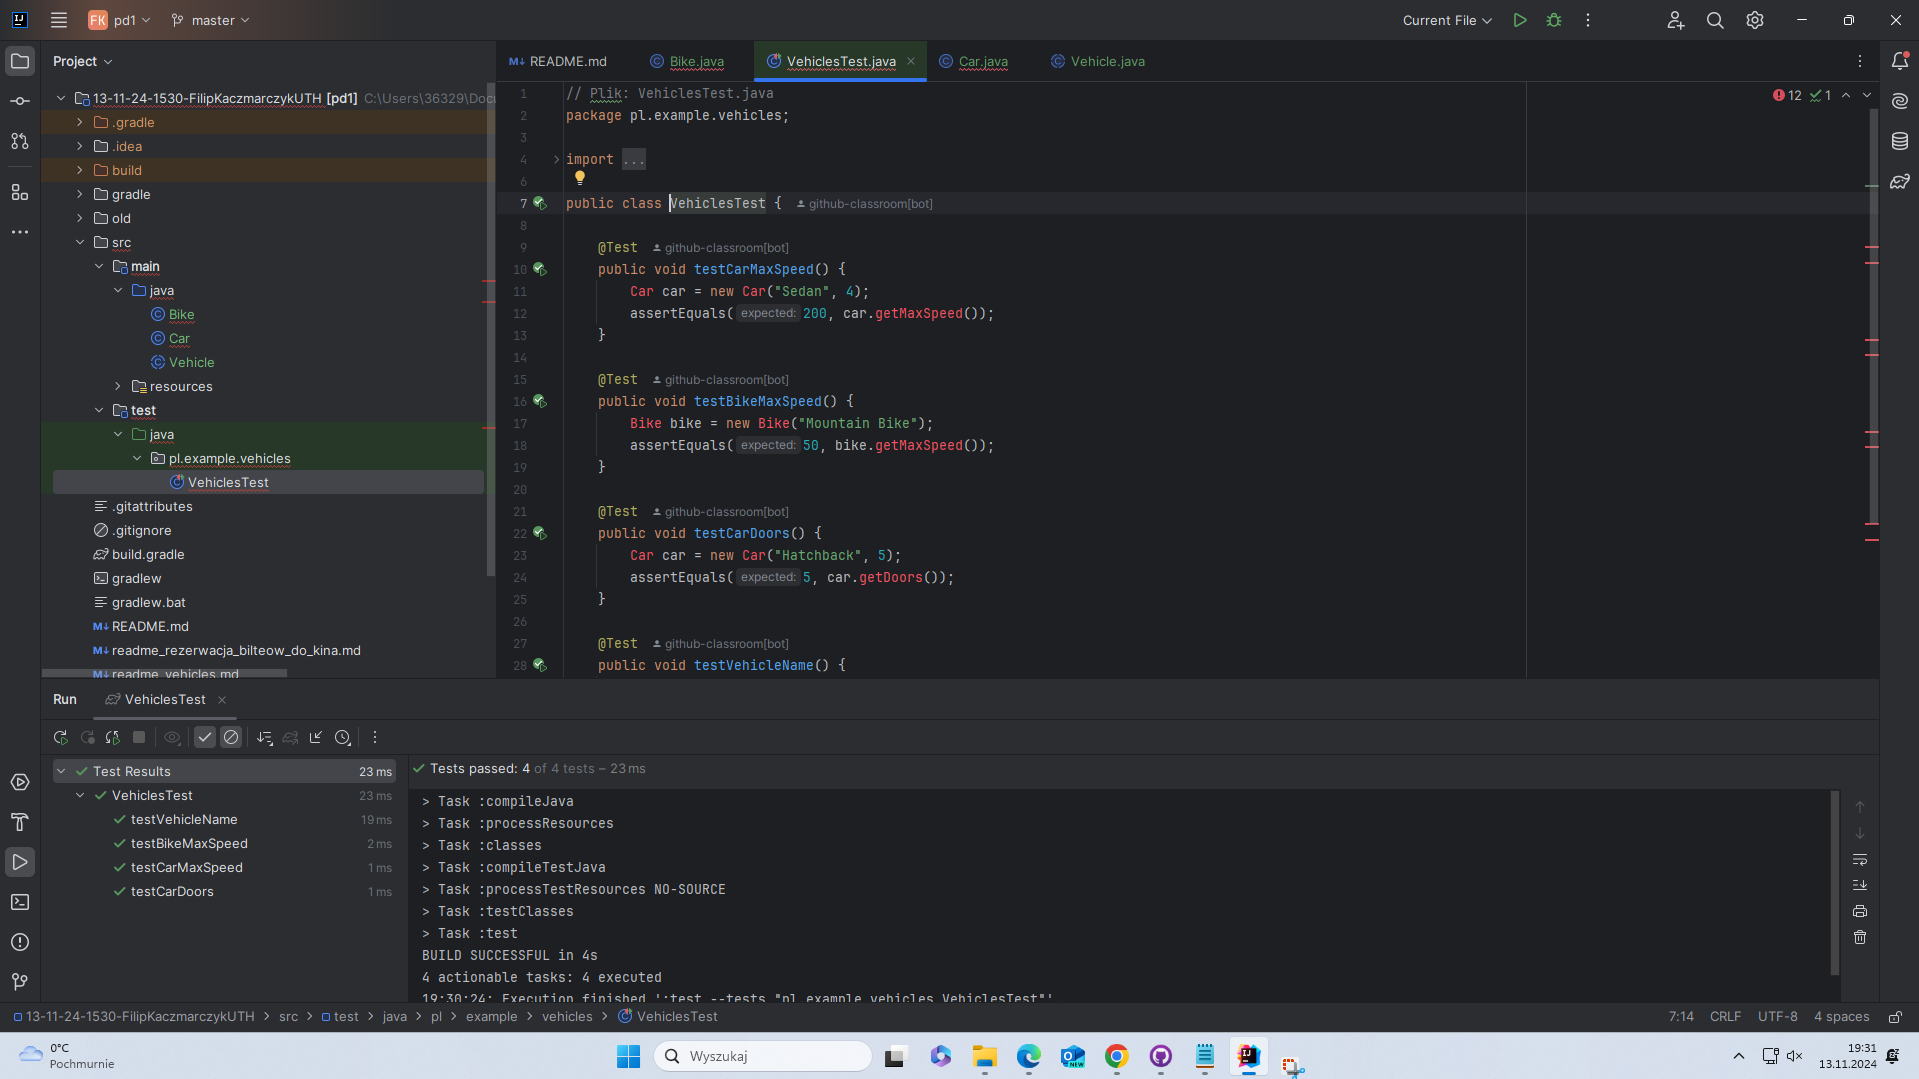 FK pd1 master Current File
Project
README.md Bike.java VehiclesTest.java Car.java Vehicle.java
13-11-24-1530-FilipKaczmarczykUTH [pd1] C:\Users\36329\Docu
.gradle
.idea
build
gradle
old
src
main
java
Bike
Car
Vehicle
resources
test
java
pl.example.vehicles
VehiclesTest
.gitattributes
.gitignore
build.gradle
gradlew
gradlew.bat
README.md
readme_rezerwacja_bilteow_do_kina.md
readme_vehicles.md
12 1
1 // Plik: VehiclesTest.java
2 package pl.example.vehicles;
3
4 import ...
6
7 public class VehiclesTest { github-classroom[bot]
8
9 @Test github-classroom[bot]
10 public void testCarMaxSpeed() {
11 Car car = new Car("Sedan", 4);
12 assertEquals( expected: 200, car.getMaxSpeed());
13 }
14
15 @Test github-classroom[bot]
16 public void testBikeMaxSpeed() {
17 Bike bike = new Bike("Mountain Bike");
18 assertEquals( expected: 50, bike.getMaxSpeed());
19 }
20
21 @Test github-classroom[bot]
22 public void testCarDoors() {
23 Car car = new Car("Hatchback", 5);
24 assertEquals( expected: 5, car.getDoors());
25 }
26
27 @Test github-classroom[bot]
28 public void testVehicleName() {
Run VehiclesTest
Test Results 23 ms
VehiclesTest 23 ms
testVehicleName 19 ms
testBikeMaxSpeed 2 ms
testCarMaxSpeed 1 ms
testCarDoors 1 ms
Tests passed: 4 of 4 tests – 23 ms
> Task :compileJava
> Task :processResources
> Task :classes
> Task :compileTestJava
> Task :processTestResources NO-SOURCE
> Task :testClasses
> Task :test
BUILD SUCCESSFUL in 4s
4 actionable tasks: 4 executed
19:30:24: Execution finished ':test --tests "pl.example.vehicles.VehiclesTest"'.
13-11-24-1530-FilipKaczmarczykUTH > src > test > java > pl > example > vehicles > VehiclesTest 7:14 CRLF UTF-8 4 spaces
0°C
Pochmurnie
Wyszukaj
19:31
13.11.2024